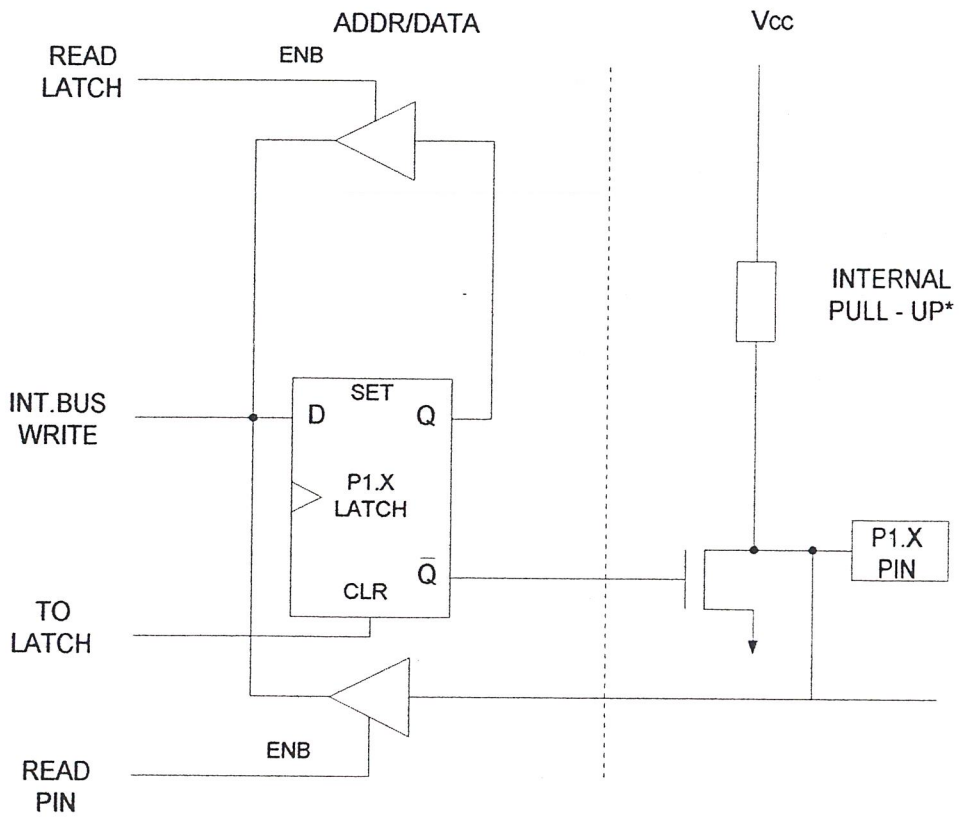 ADDR/DATA
Vcc
READ
LATCH
ENB
INTERNAL
PULL - UP*
INT.BUS
WRITE
SET
D
Q
P1.X
LATCH
Q̅
CLR
P1.X
PIN
TO
LATCH
ENB
READ
PIN